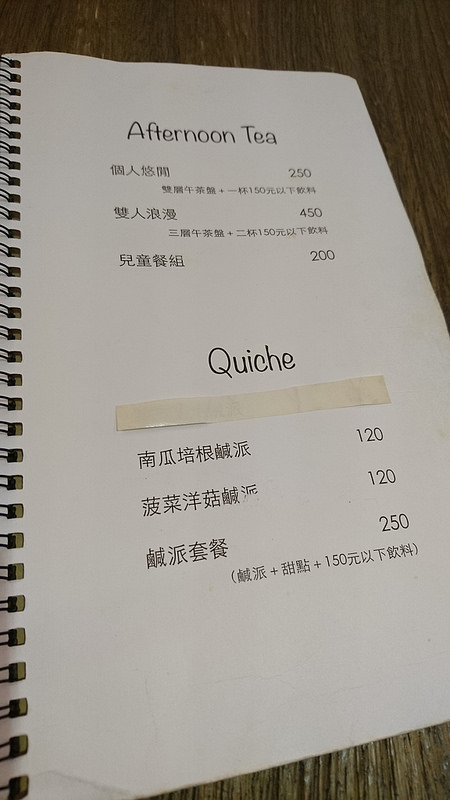 Afternoon Tea
個人悠閒 250
雙層午茶盤 + 一杯150元以下飲料
雙人浪漫 450
三層午茶盤 + 二杯150元以下飲料
兒童餐組 200
Quiche
南瓜培根鹹派 120
菠菜洋菇鹹派 120
鹹派套餐 250
(鹹派 + 甜點 + 150元以下飲料)